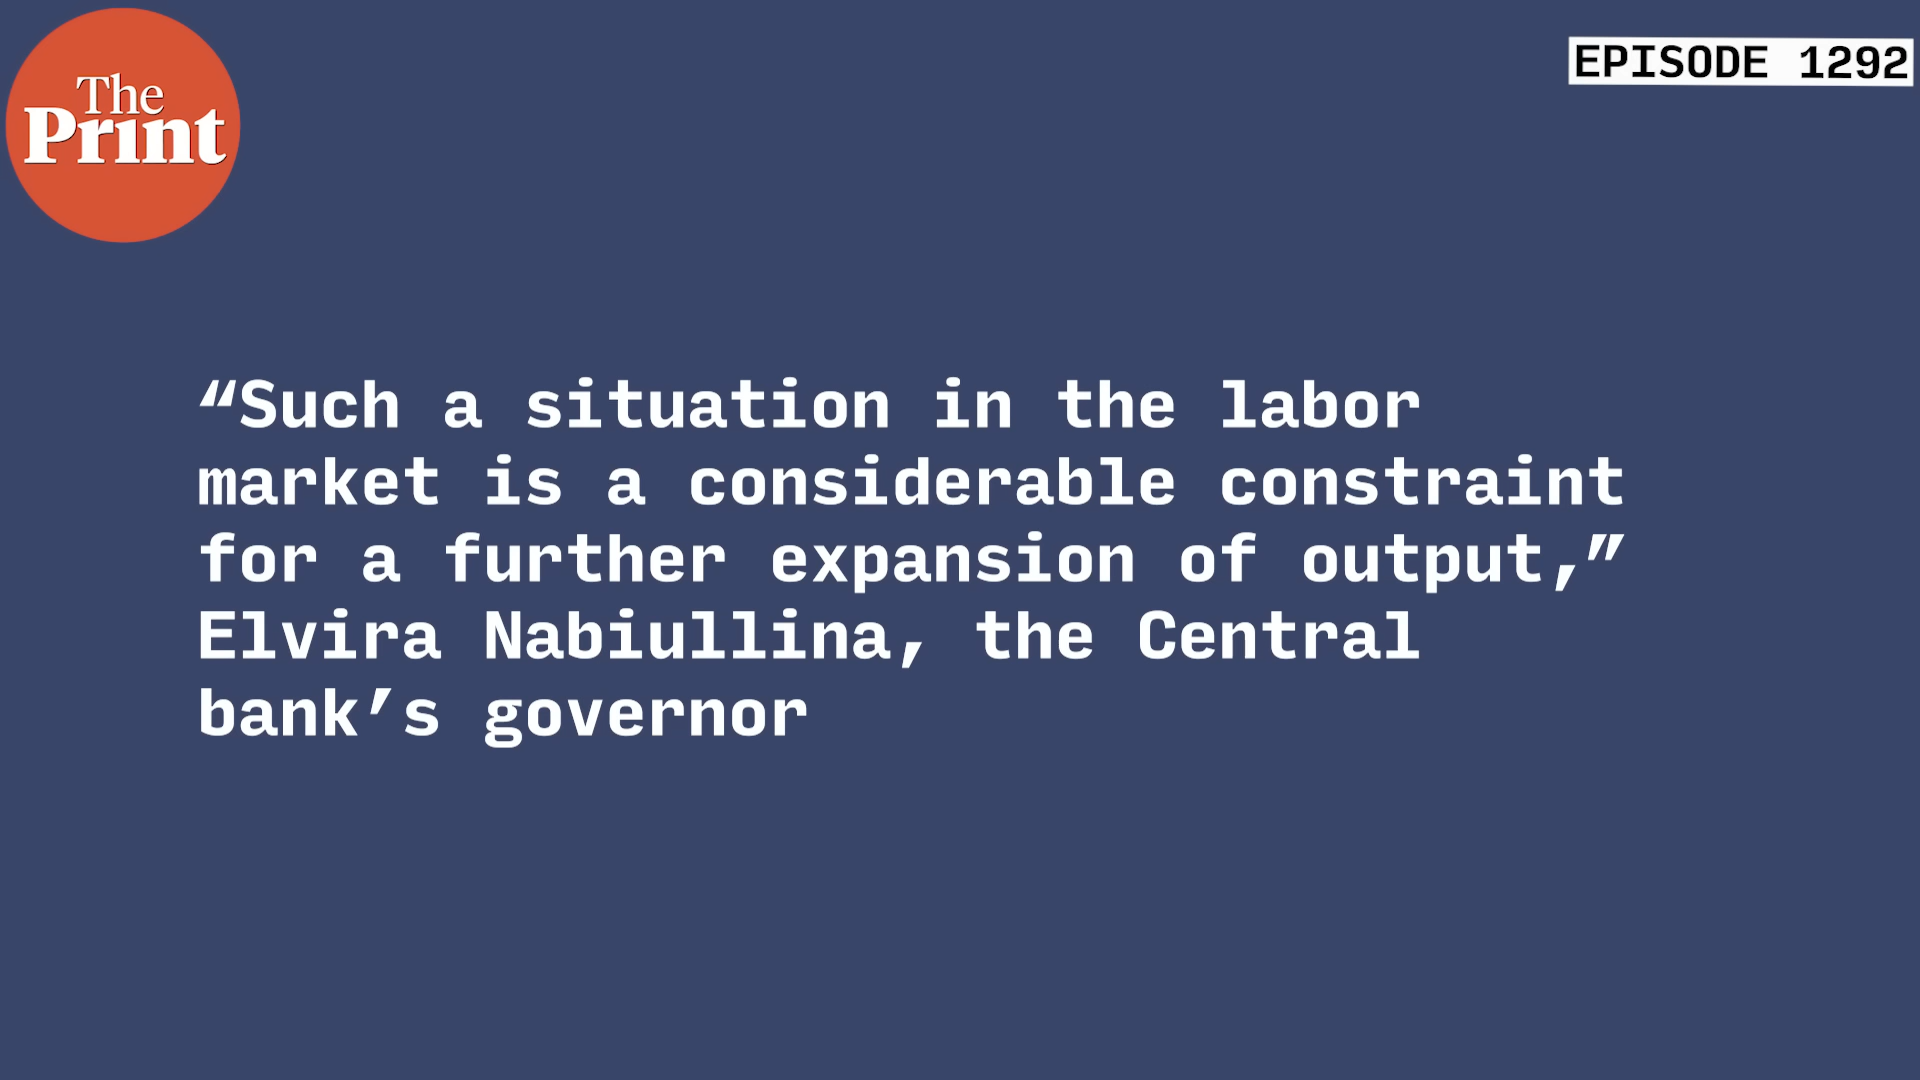 The
Print
EPISODE 1292
“Such a situation in the labor
market is a considerable constraint
for a further expansion of output,”
Elvira Nabiullina, the Central
bank’s governor